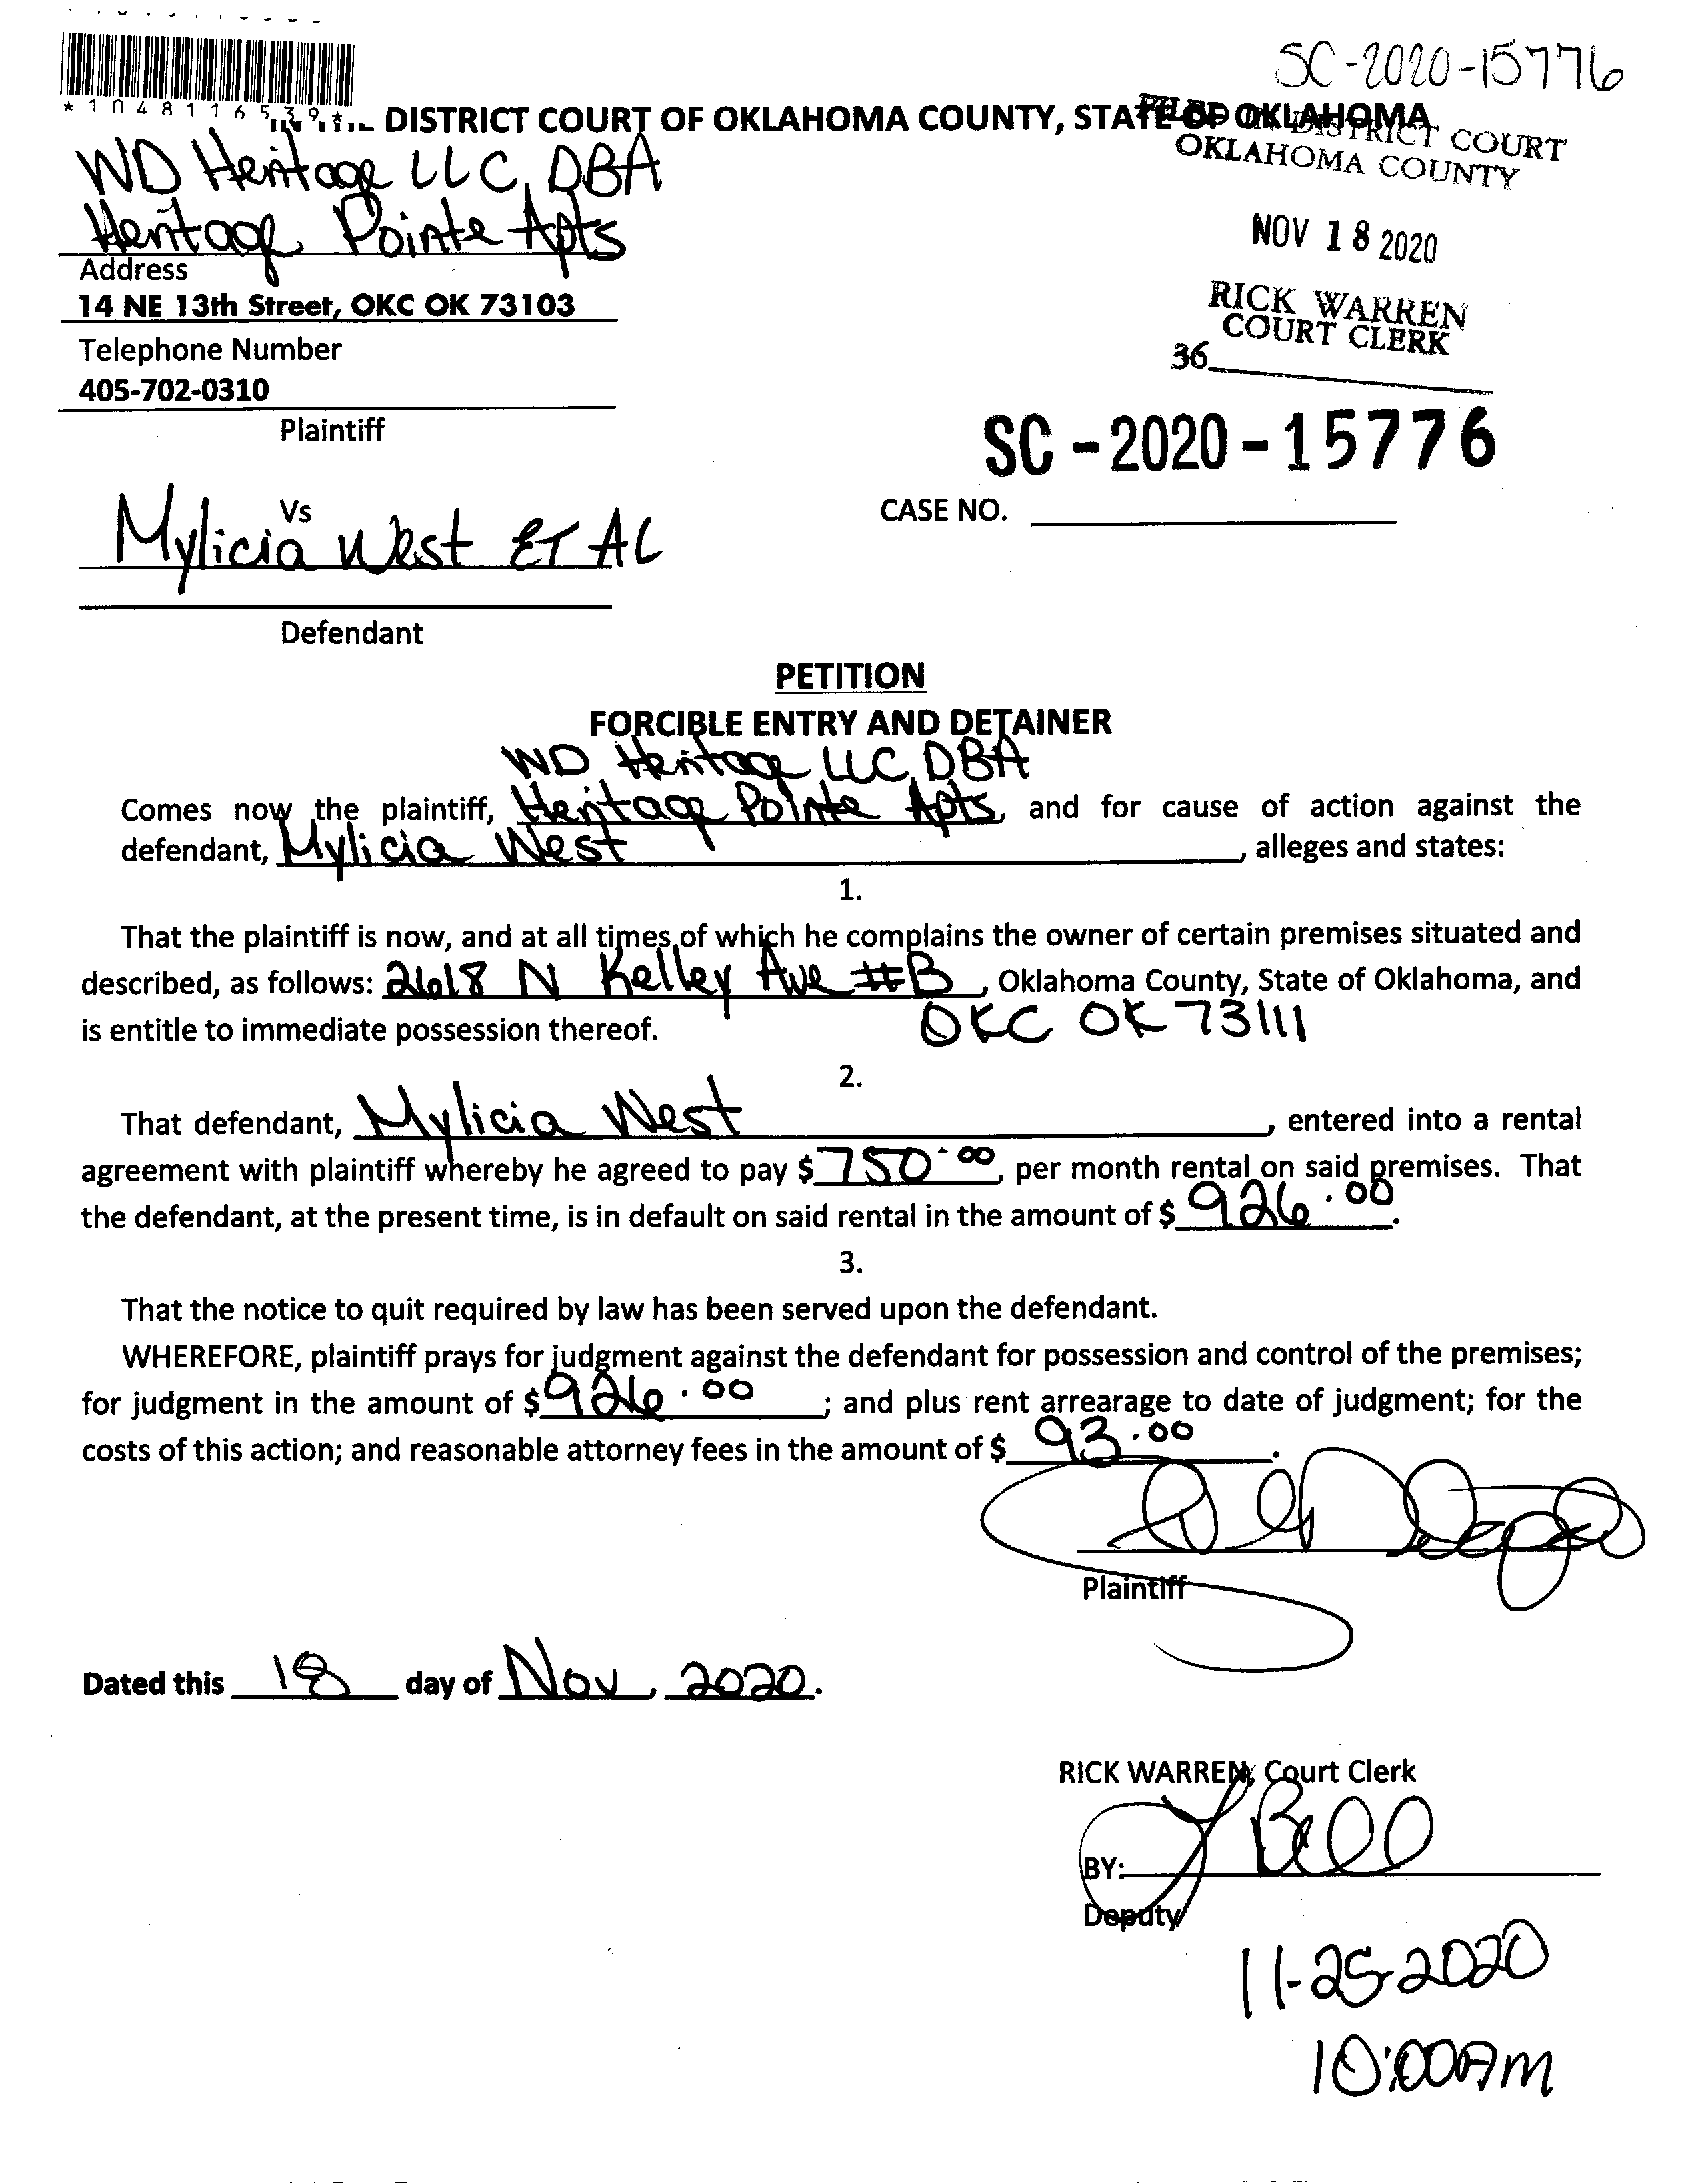 SC-2020-15776
*1048116539*
DISTRICT COURT OF OKLAHOMA COUNTY, STATE OF OKLAHOMA
FILED IN DISTRICT COURT
OKLAHOMA COUNTY
WD Heritage LLC, DBA
Heritage Pointe Apts
NOV 18 2020
Address
14 NE 13th Street, OKC OK 73103
RICK WARREN
COURT CLERK
Telephone Number
36
405-702-0310
Plaintiff
SC-2020-15776
Vs
CASE NO.
Mylicia West ET AL
Defendant
PETITION
FORCIBLE ENTRY AND DETAINER
WD Heritage LLC, DBA
Comes now the plaintiff, Heritage Pointe Apts, and for cause of action against the
defendant, Mylicia West, alleges and states:
1.
That the plaintiff is now, and at all times of which he complains the owner of certain premises situated and
described, as follows: 2618 N Kelley Ave #B, Oklahoma County, State of Oklahoma, and
is entitle to immediate possession thereof. OKC OK 73111
2.
That defendant, Mylicia West, entered into a rental
agreement with plaintiff whereby he agreed to pay $750.00, per month rental on said premises. That
the defendant, at the present time, is in default on said rental in the amount of $926.00.
3.
That the notice to quit required by law has been served upon the defendant.
WHEREFORE, plaintiff prays for judgment against the defendant for possession and control of the premises;
for judgment in the amount of $926.00; and plus rent arrearage to date of judgment; for the
costs of this action; and reasonable attorney fees in the amount of $93.00.
Plaintiff
Dated this 18 day of Nov, 2020.
RICK WARREN, Court Clerk
BY: J Bell
Deputy
11-25-2020
10:00AM